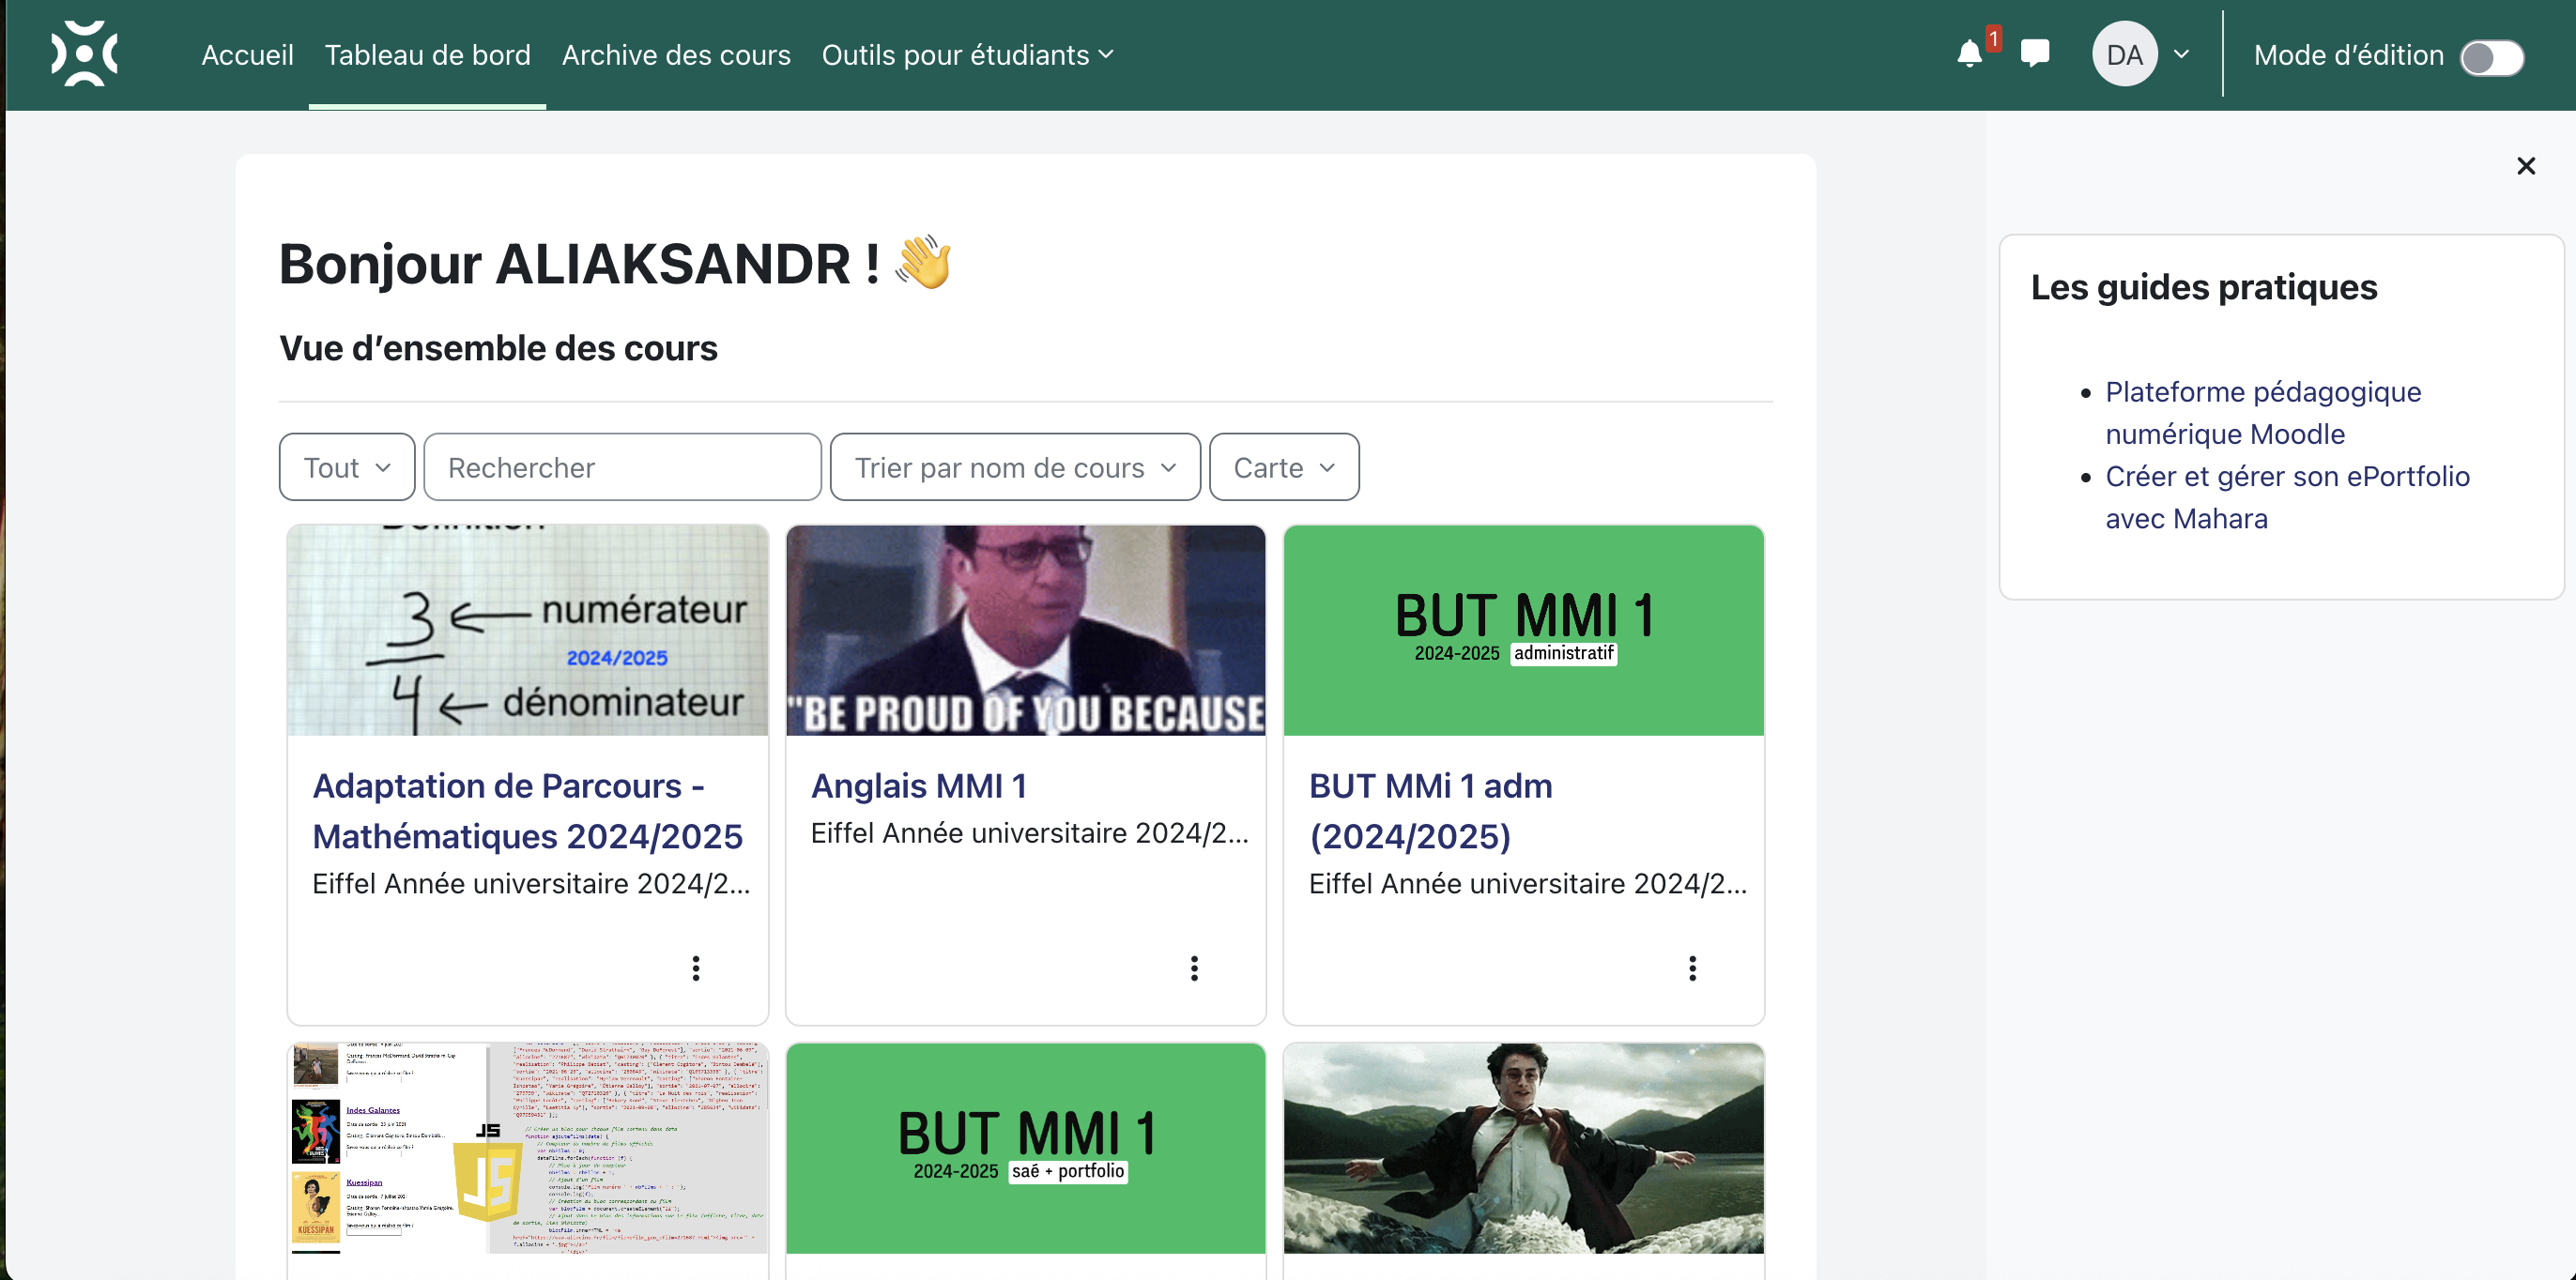 Accueil
Tableau de bord
Archive des cours
Outils pour étudiants
1
DA
Mode d’édition
Bonjour ALIAKSANDR ! 👋
Vue d’ensemble des cours
Tout
Rechercher
Trier par nom de cours
Carte
3 ← numérateur
2024/2025
4 ← dénominateur
"BE PROUD OF YOU BECAUSE
BUT MMI 1
2024-2025 administratif
Adaptation de Parcours -
Mathématiques 2024/2025
Eiffel Année universitaire 2024/2...
Anglais MMI 1
Eiffel Année universitaire 2024/2...
BUT MMi 1 adm
(2024/2025)
Eiffel Année universitaire 2024/2...
Indes Galantes
Kuessipan
KUESSIPAN
JS
JS
BUT MMI 1
2024-2025 saé + portfolio
Les guides pratiques
Plateforme pédagogique
numérique Moodle
Créer et gérer son ePortfolio
avec Mahara